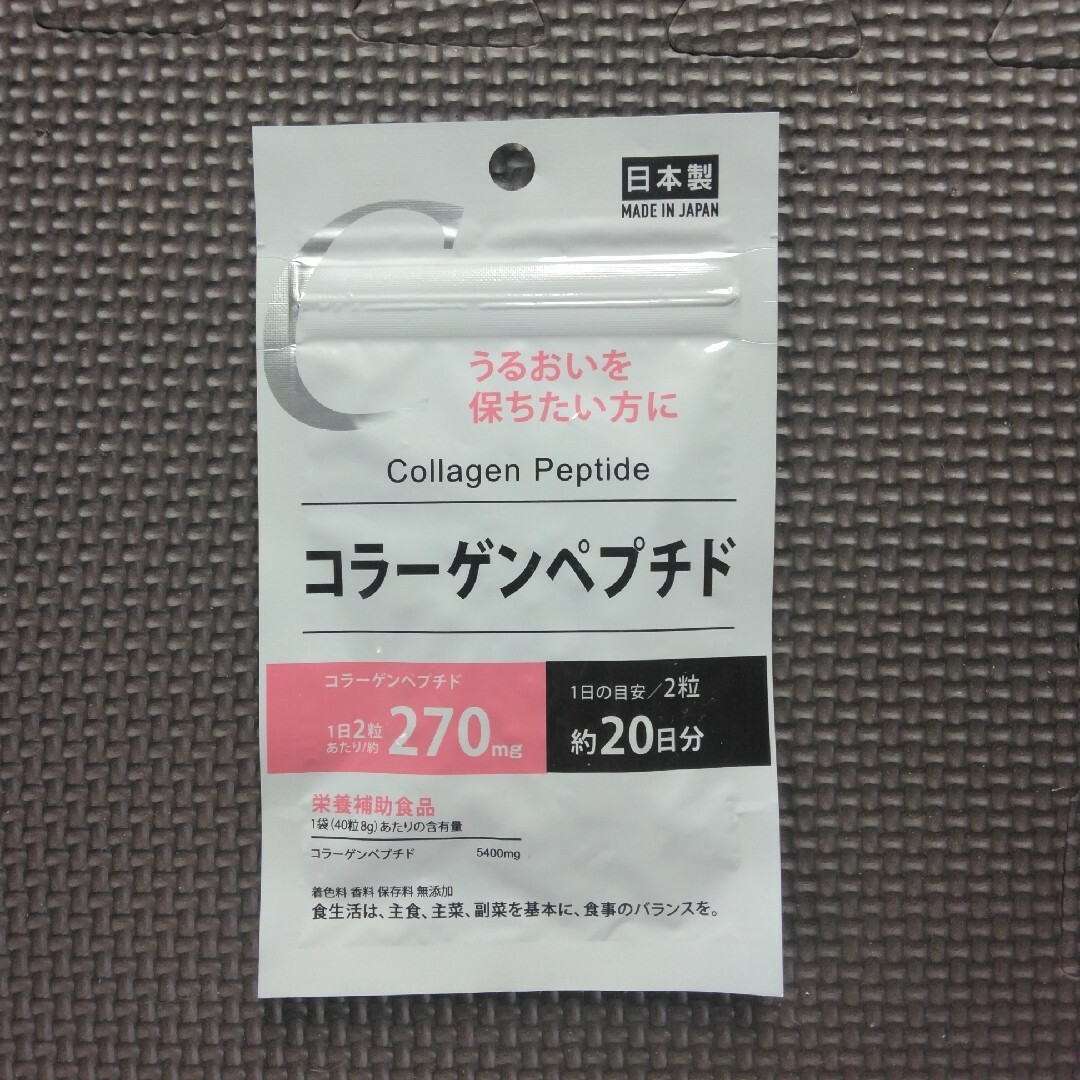 日本製
MADE IN JAPAN
C
うるおいを
保ちたい方に
Collagen Peptide
コラーゲンペプチド
コラーゲンペプチド
1日2粒
あたり/約 270mg
1日の目安/2粒
約20日分
栄養補助食品
1袋(40粒8g)あたりの含有量
コラーゲンペプチド 5400mg
着色料 香料 保存料 無添加
食生活は、主食、主菜、副菜を基本に、食事のバランスを。